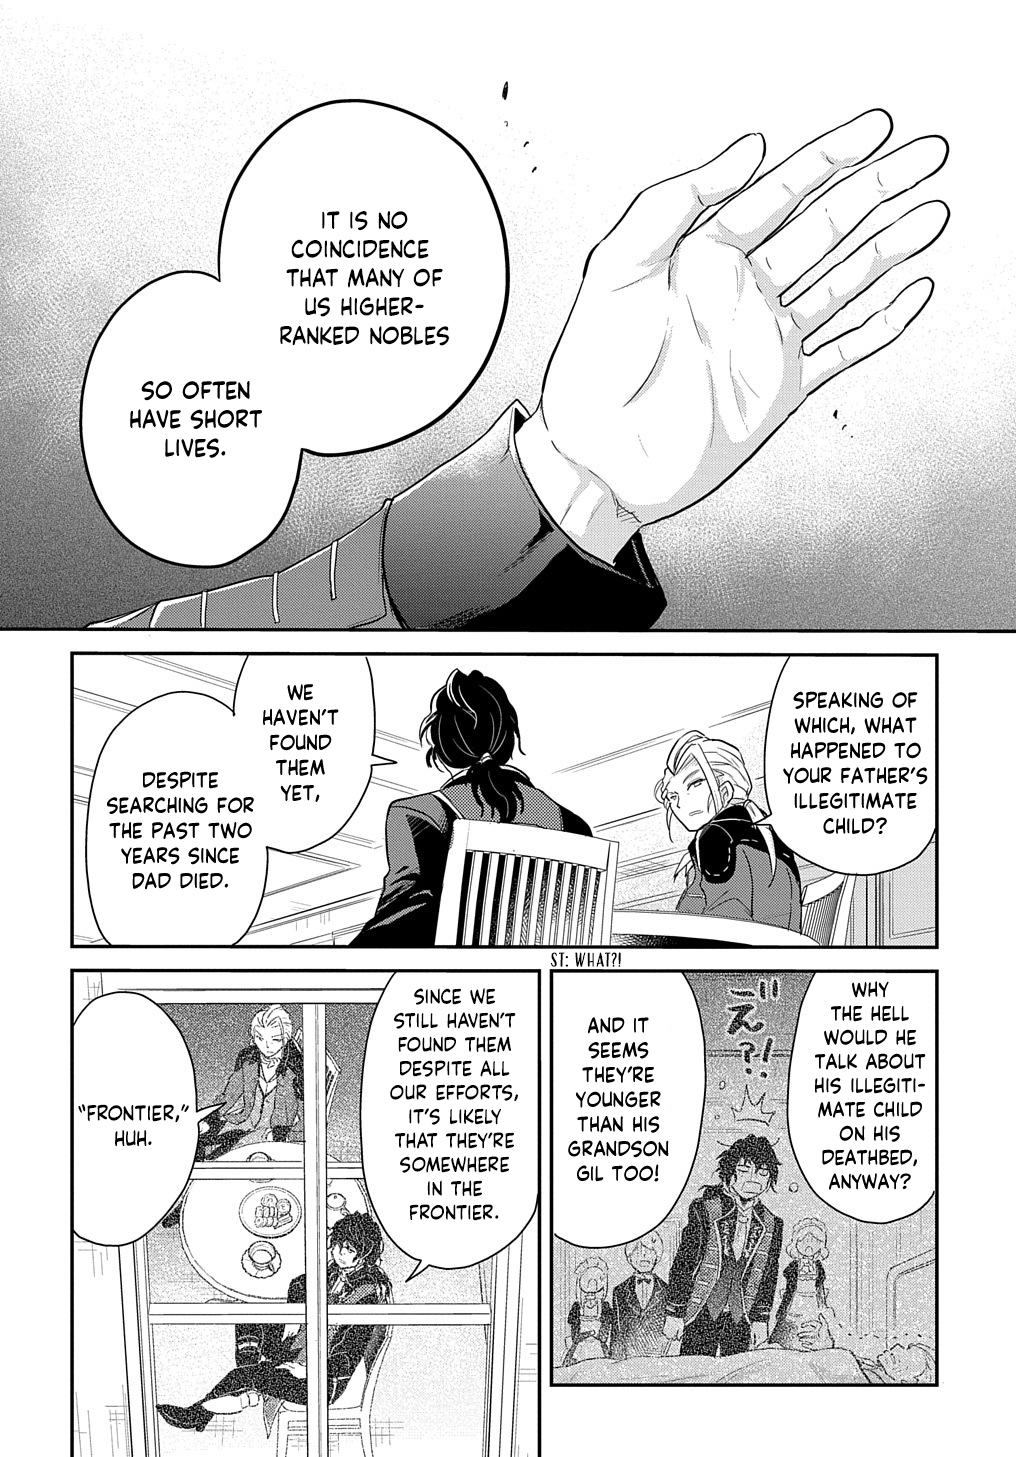 IT IS NO
COINCIDENCE
THAT MANY OF
US HIGHER-
RANKED NOBLES
SO OFTEN
HAVE SHORT
LIVES.
SPEAKING OF
WHICH, WHAT
HAPPENED TO
YOUR FATHER'S
ILLEGITIMATE
CHILD?
WE
HAVEN'T
FOUND
THEM
YET,
DESPITE
SEARCHING FOR
THE PAST TWO
YEARS SINCE
DAD DIED.
ST: WHAT?!
WHY
THE HELL
WOULD HE
TALK ABOUT
HIS ILLEGITI-
MATE CHILD
ON HIS
DEATHBED,
ANYWAY?
え゛?!
AND IT
SEEMS
THEY'RE
YOUNGER
THAN HIS
GRANDSON
GIL TOO!
SINCE WE
STILL HAVEN'T
FOUND THEM
DESPITE ALL
OUR EFFORTS,
IT'S LIKELY
THAT THEY'RE
SOMEWHERE
IN THE
FRONTIER.
"FRONTIER,"
HUH.